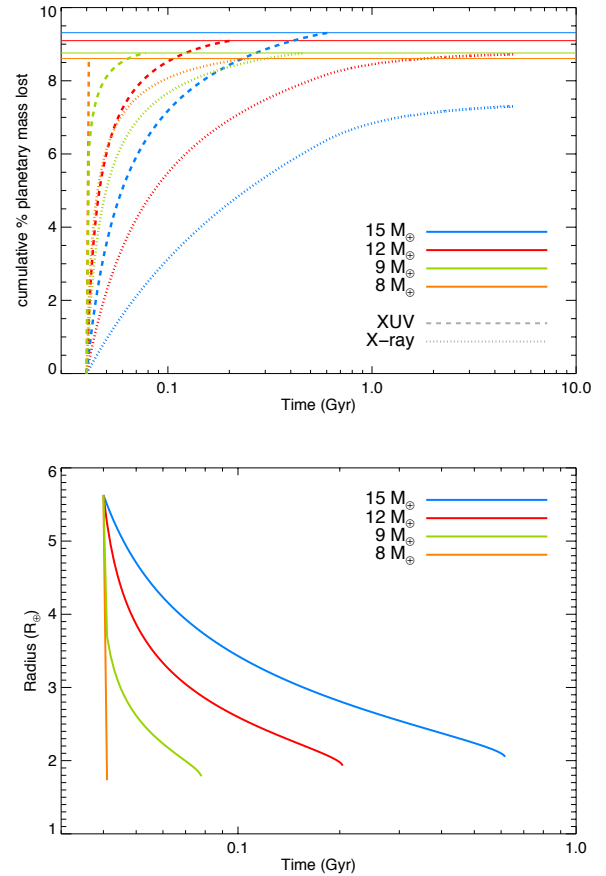 10
8
6
4
2
0
cumulative % planetary mass lost
15 M⊕
12 M⊕
9 M⊕
8 M⊕
XUV
X−ray
0.1
1.0
10.0
Time (Gyr)
6
5
4
3
2
1
Radius (R⊕)
15 M⊕
12 M⊕
9 M⊕
8 M⊕
0.1
1.0
Time (Gyr)